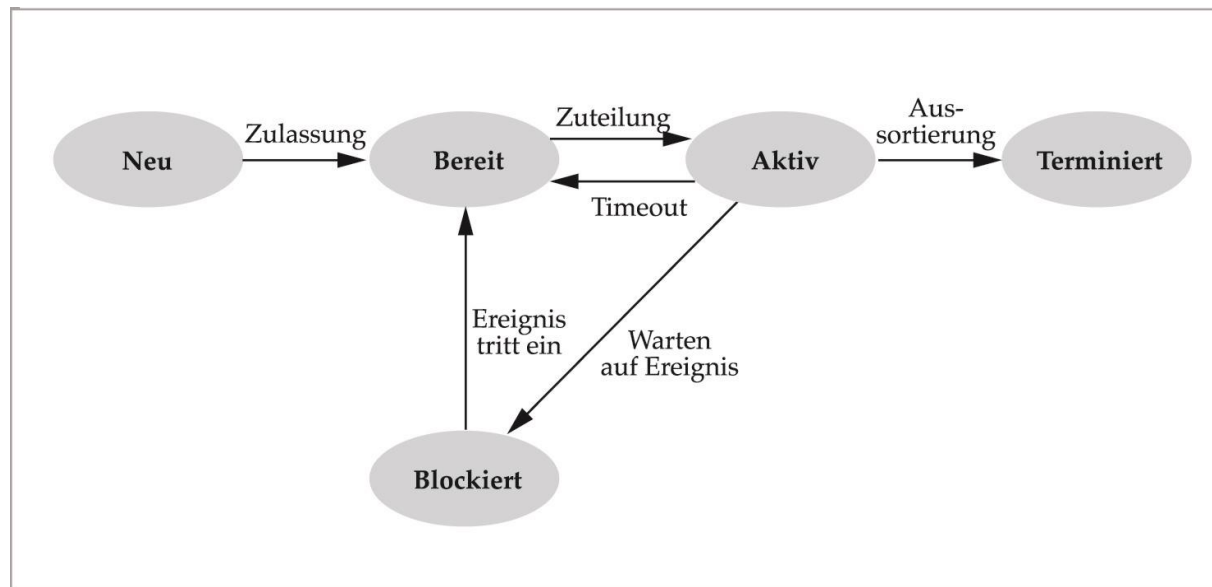 Zulassung
Zuteilung
Aus-
sortierung
Neu
Bereit
Aktiv
Terminiert
Timeout
Ereignis
tritt ein
Warten
auf Ereignis
Blockiert